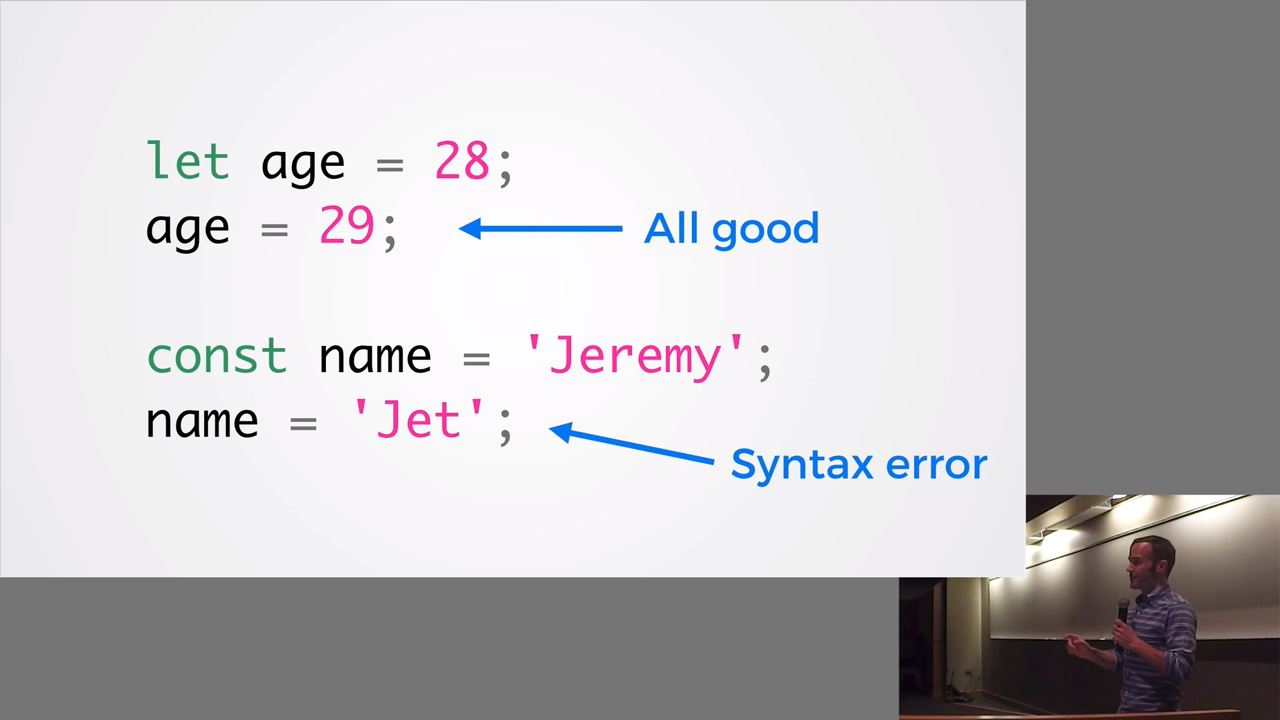 let age = 28;
age = 29;
All good
const name = 'Jeremy';
name = 'Jet';
Syntax error